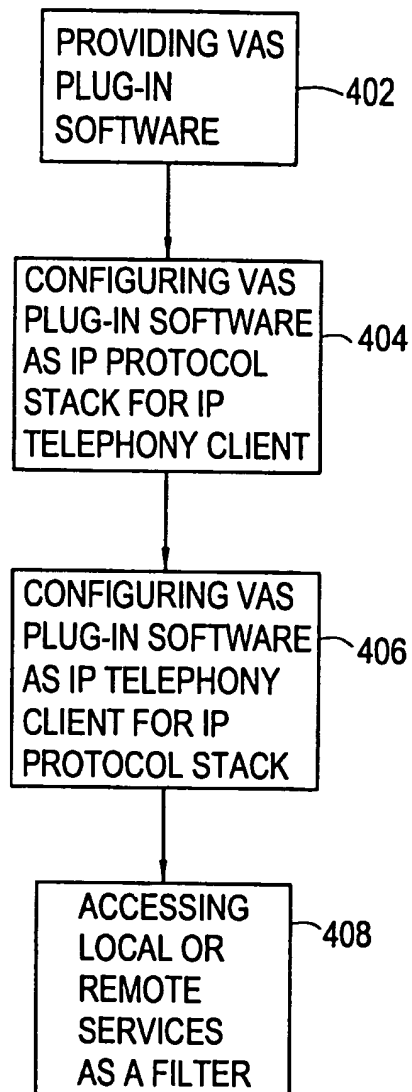 PROVIDING VAS
PLUG-IN
SOFTWARE
402
CONFIGURING VAS
PLUG-IN SOFTWARE
AS IP PROTOCOL
STACK FOR IP
TELEPHONY CLIENT
404
CONFIGURING VAS
PLUG-IN SOFTWARE
AS IP TELEPHONY
CLIENT FOR IP
PROTOCOL STACK
406
ACCESSING
LOCAL OR
REMOTE
SERVICES
AS A FILTER
408